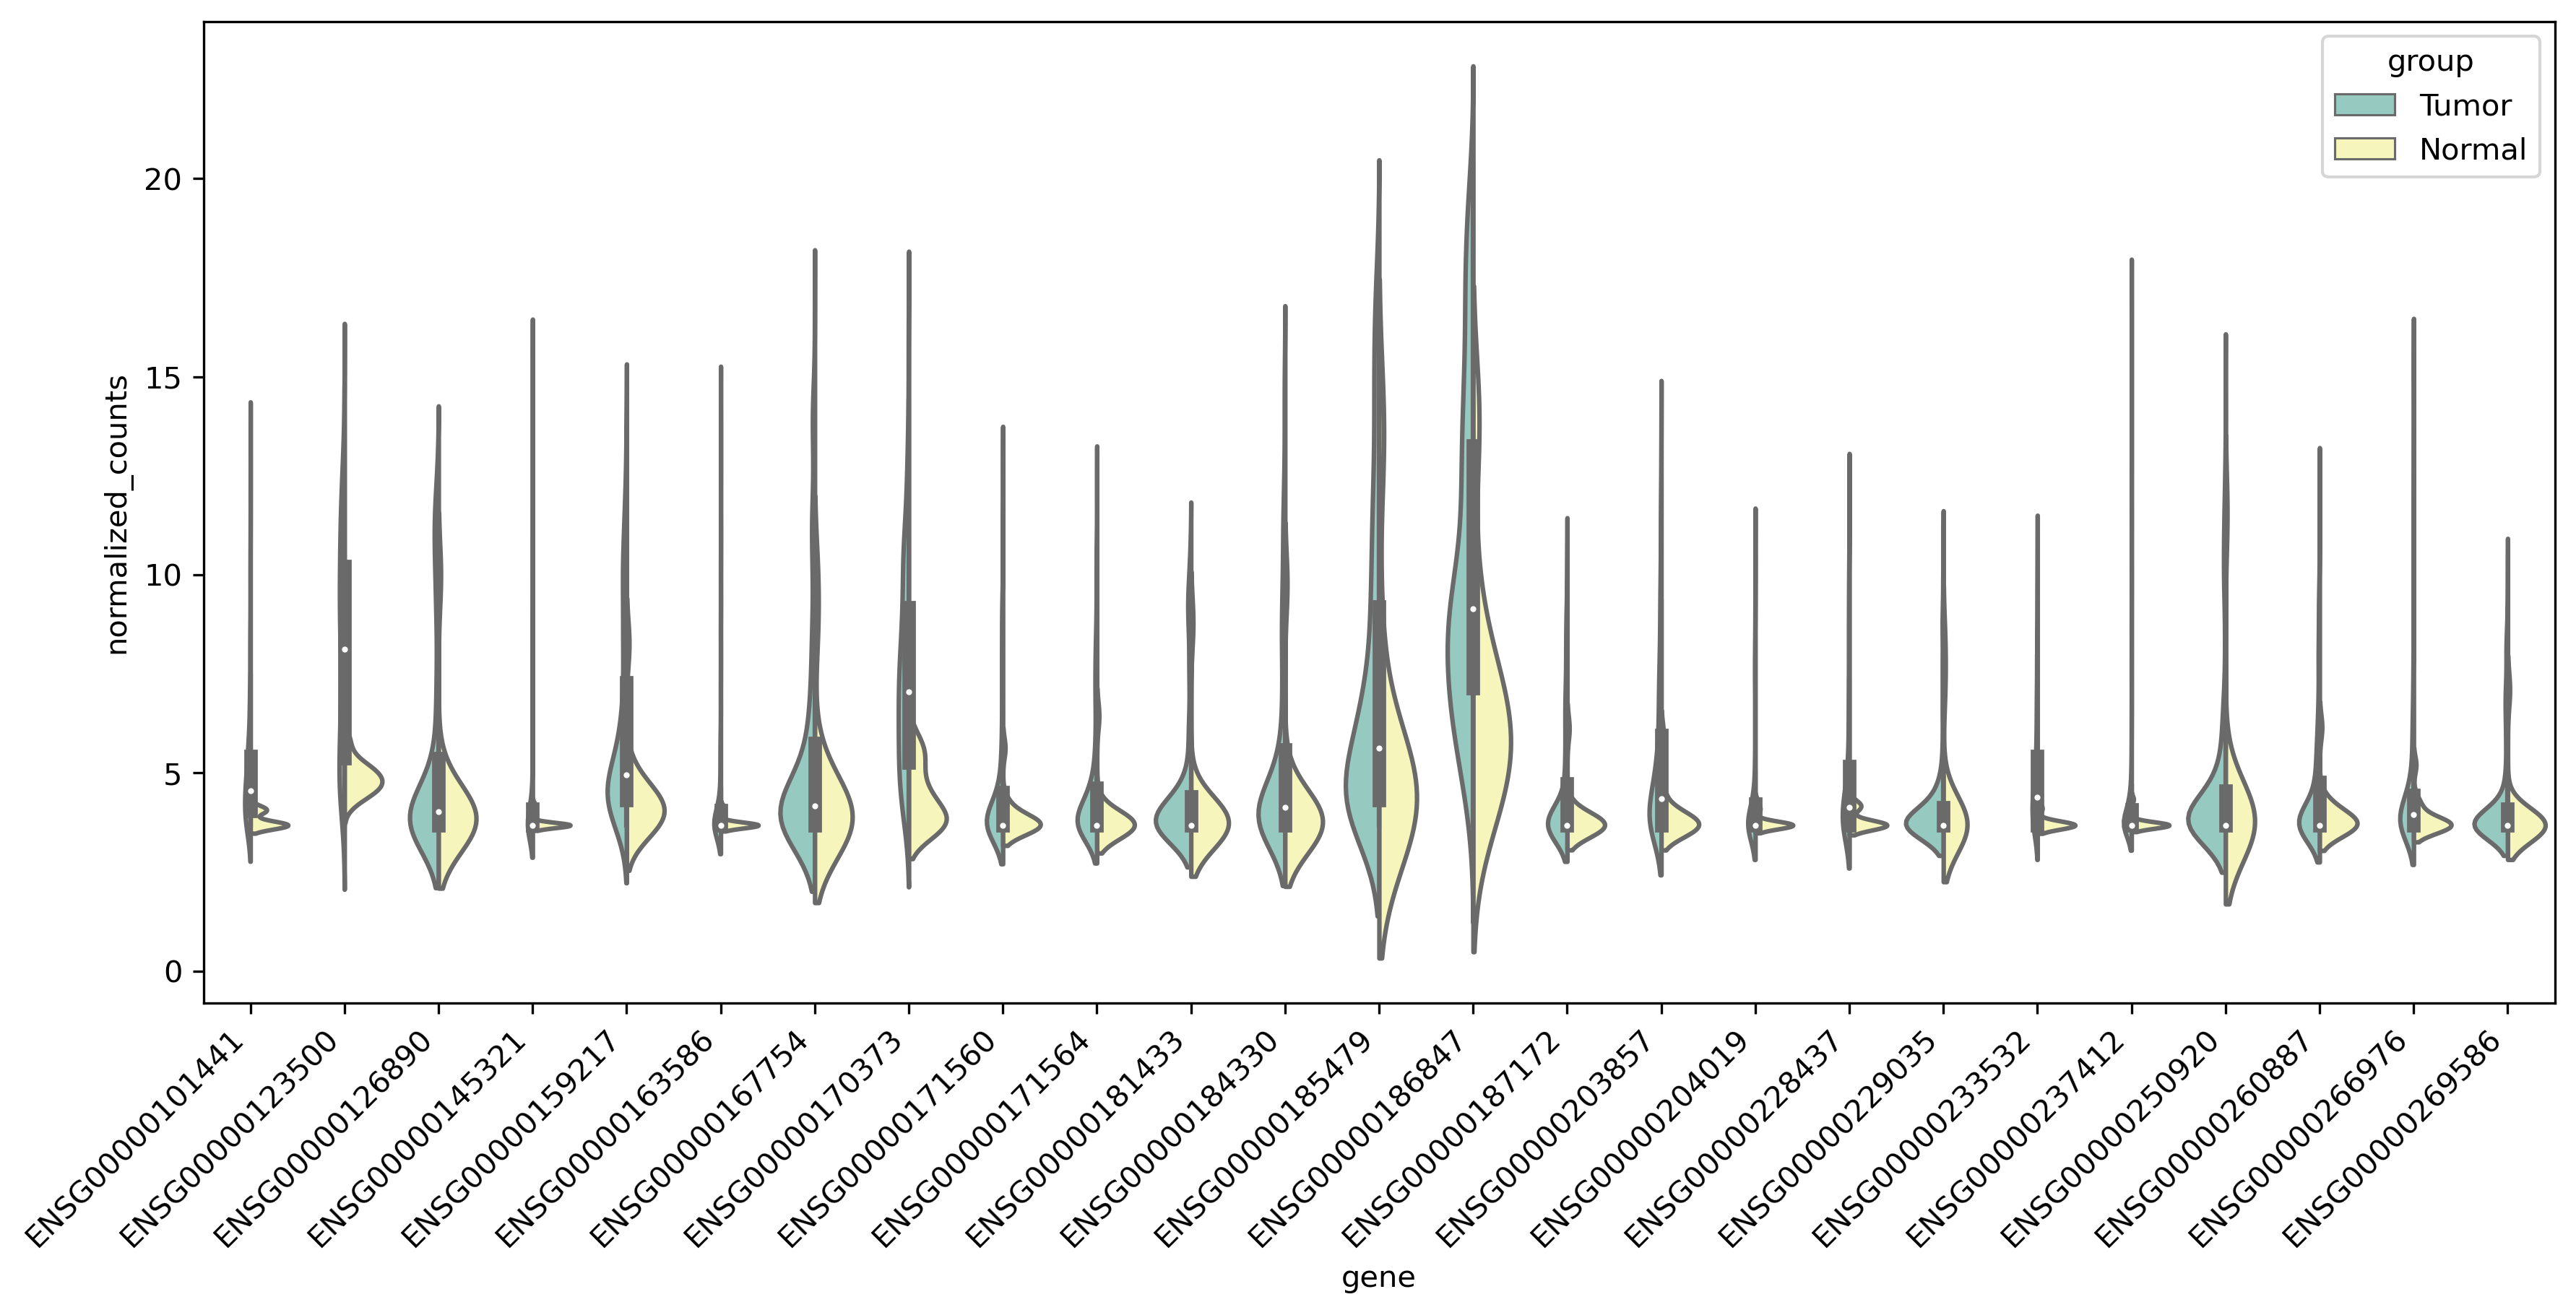 group
Tumor
Normal
20
15
10
5
0
normalized_counts
ENSG00000101441
ENSG00000123500
ENSG00000126890
ENSG00000145321
ENSG00000159217
ENSG00000163586
ENSG00000167754
ENSG00000170373
ENSG00000171560
ENSG00000171564
ENSG00000181433
ENSG00000184330
ENSG00000185479
ENSG00000186847
ENSG00000187172
ENSG00000203857
ENSG00000204019
ENSG00000228437
ENSG00000229035
ENSG00000233532
ENSG00000237412
ENSG00000250920
ENSG00000260887
ENSG00000266976
ENSG00000269586
gene